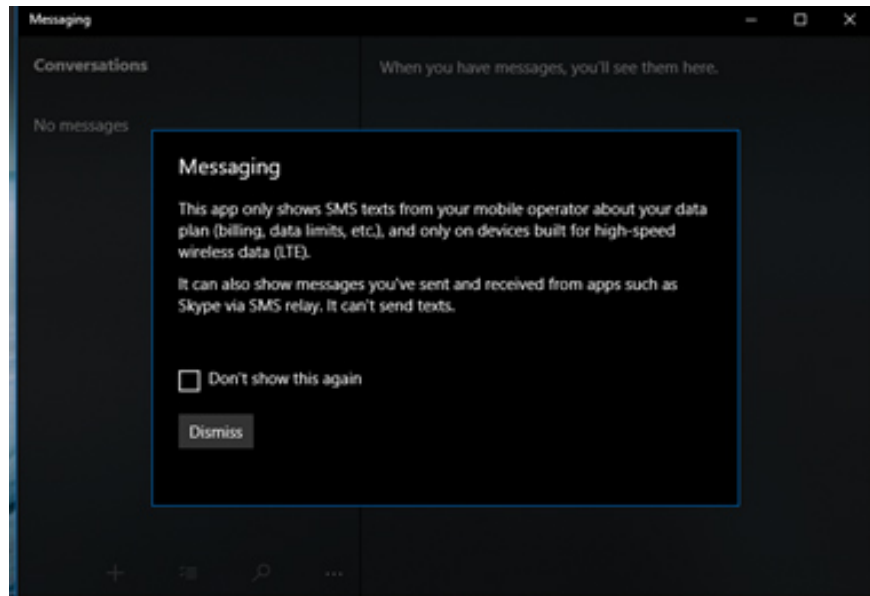 Messaging
Conversations
When you have messages, you'll see them here.
No messages
Messaging
This app only shows SMS texts from your mobile operator about your data
plan (billing, data limits, etc.), and only on devices built for high-speed
wireless data (LTE).
It can also show messages you've sent and received from apps such as
Skype via SMS relay. It can't send texts.
Don't show this again
Dismiss